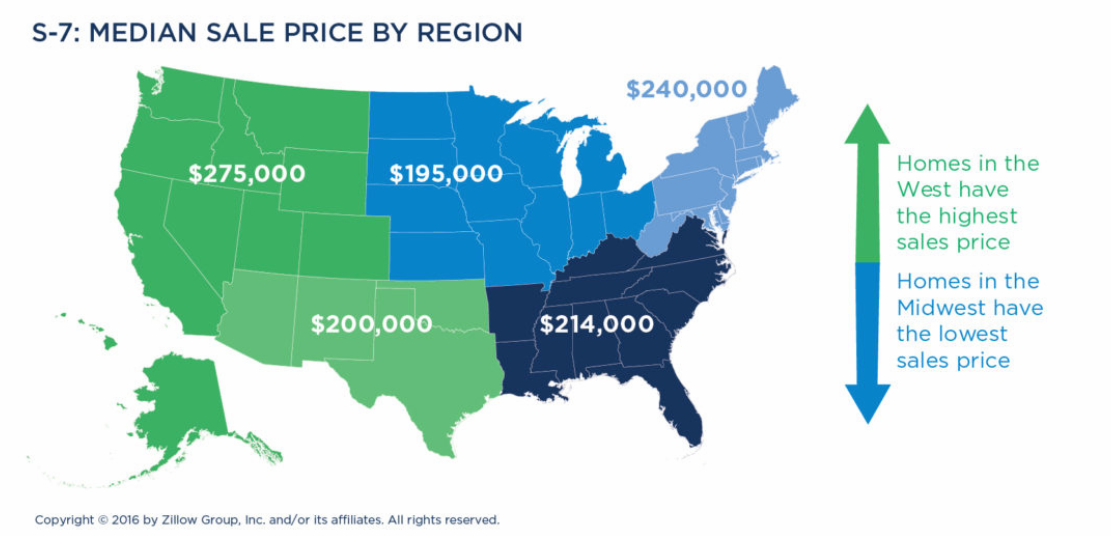 S-7: MEDIAN SALE PRICE BY REGION
$240,000
$275,000
$195,000
$200,000
$214,000
Homes in the
West have
the highest
sales price
Homes in the
Midwest have
the lowest
sales price
Copyright © 2016 by Zillow Group, Inc. and/or its affiliates. All rights reserved.